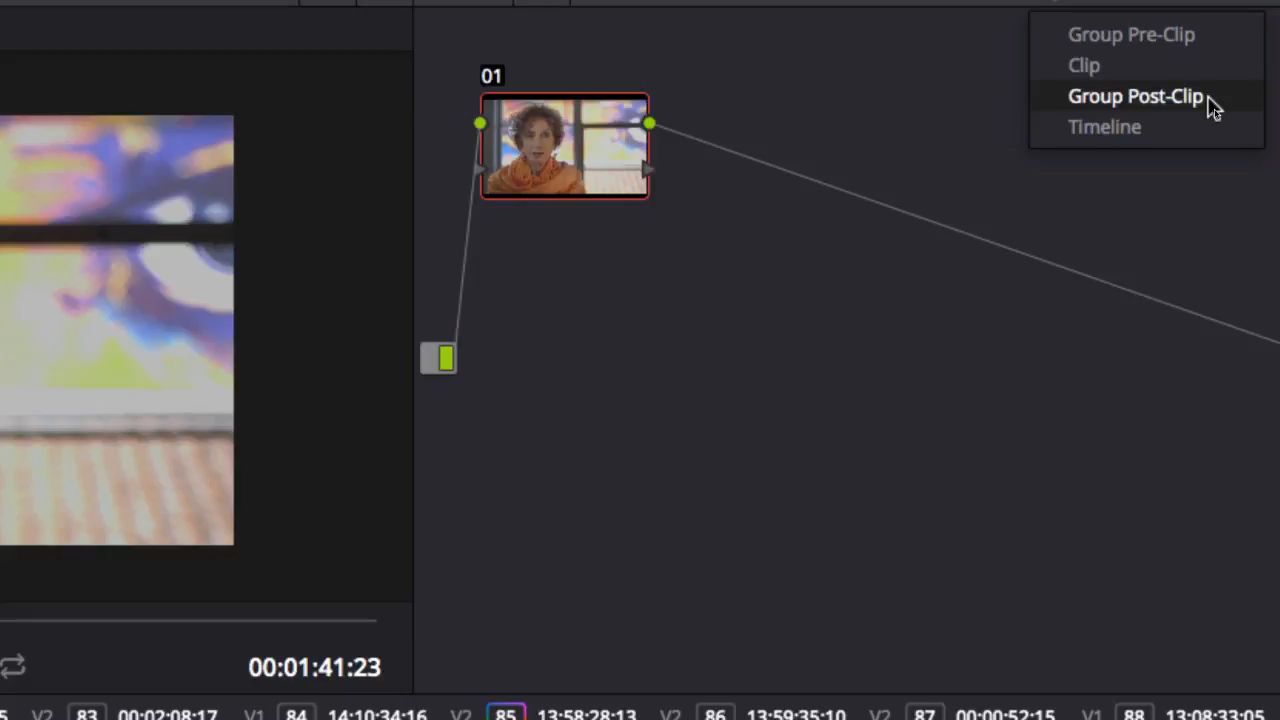 Group Pre-Clip
Clip
Group Post-Clip
Timeline
01
00:01:41:23
5 V2 83 00:02:08:17 V1 84 14:10:34:16 V2 85 13:58:28:13 V2 86 13:59:35:10 V2 87 00:00:52:15 V1 88 13:08:33:05